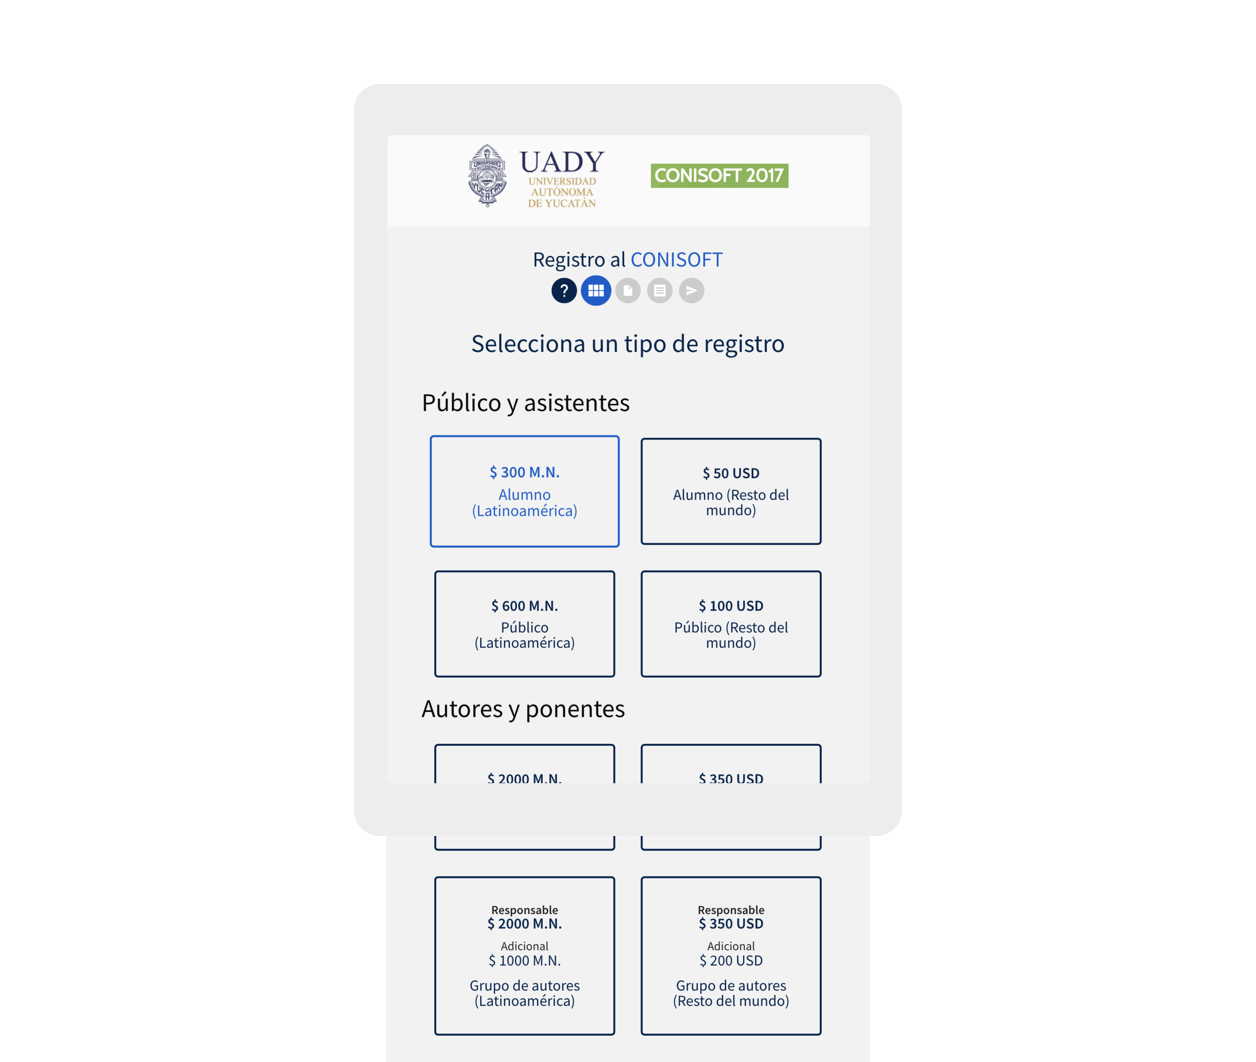 UADY
UNIVERSIDAD
AUTÓNOMA
DE YUCATÁN
CONISOFT 2017
Registro al CONISOFT
?
Selecciona un tipo de registro
Público y asistentes
$ 300 M.N.
Alumno
(Latinoamérica)
$ 50 USD
Alumno (Resto del
mundo)
$ 600 M.N.
Público
(Latinoamérica)
$ 100 USD
Público (Resto del
mundo)
Autores y ponentes
$ 2000 M.N.
$ 350 USD
Responsable
$ 2000 M.N.
Adicional
$ 1000 M.N.
Grupo de autores
(Latinoamérica)
Responsable
$ 350 USD
Adicional
$ 200 USD
Grupo de autores
(Resto del mundo)